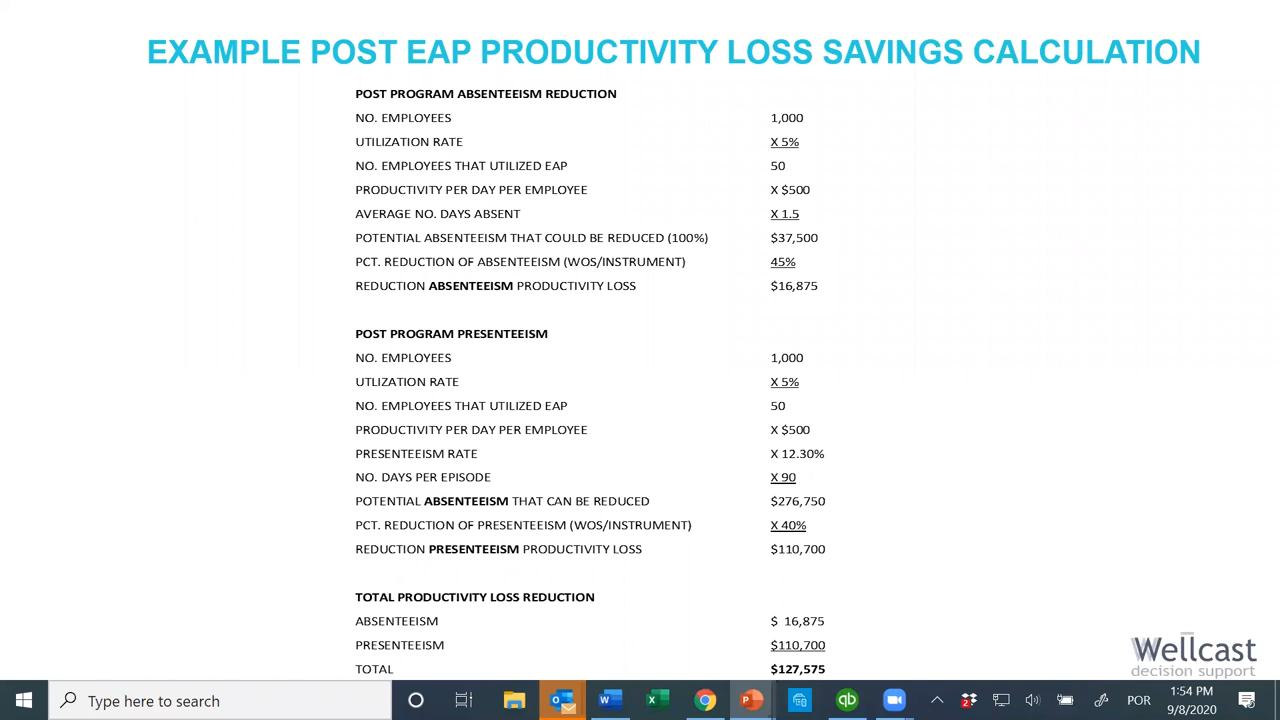 EXAMPLE POST EAP PRODUCTIVITY LOSS SAVINGS CALCULATION
POST PROGRAM ABSENTEEISM REDUCTION
NO. EMPLOYEES 1,000
UTILIZATION RATE X 5%
NO. EMPLOYEES THAT UTILIZED EAP 50
PRODUCTIVITY PER DAY PER EMPLOYEE X $500
AVERAGE NO. DAYS ABSENT X 1.5
POTENTIAL ABSENTEEISM THAT COULD BE REDUCED (100%) $37,500
PCT. REDUCTION OF ABSENTEEISM (WOS/INSTRUMENT) 45%
REDUCTION ABSENTEEISM PRODUCTIVITY LOSS $16,875
POST PROGRAM PRESENTEEISM
NO. EMPLOYEES 1,000
UTLIZATION RATE X 5%
NO. EMPLOYEES THAT UTILIZED EAP 50
PRODUCTIVITY PER DAY PER EMPLOYEE X $500
PRESENTEEISM RATE X 12.30%
NO. DAYS PER EPISODE X 90
POTENTIAL ABSENTEEISM THAT CAN BE REDUCED $276,750
PCT. REDUCTION OF PRESENTEEISM (WOS/INSTRUMENT) X 40%
REDUCTION PRESENTEEISM PRODUCTIVITY LOSS $110,700
TOTAL PRODUCTIVITY LOSS REDUCTION
ABSENTEEISM $ 16,875
PRESENTEEISM $110,700
TOTAL $127,575
Wellcast
decision support
Type here to search
2
POR
1:54 PM
9/8/2020